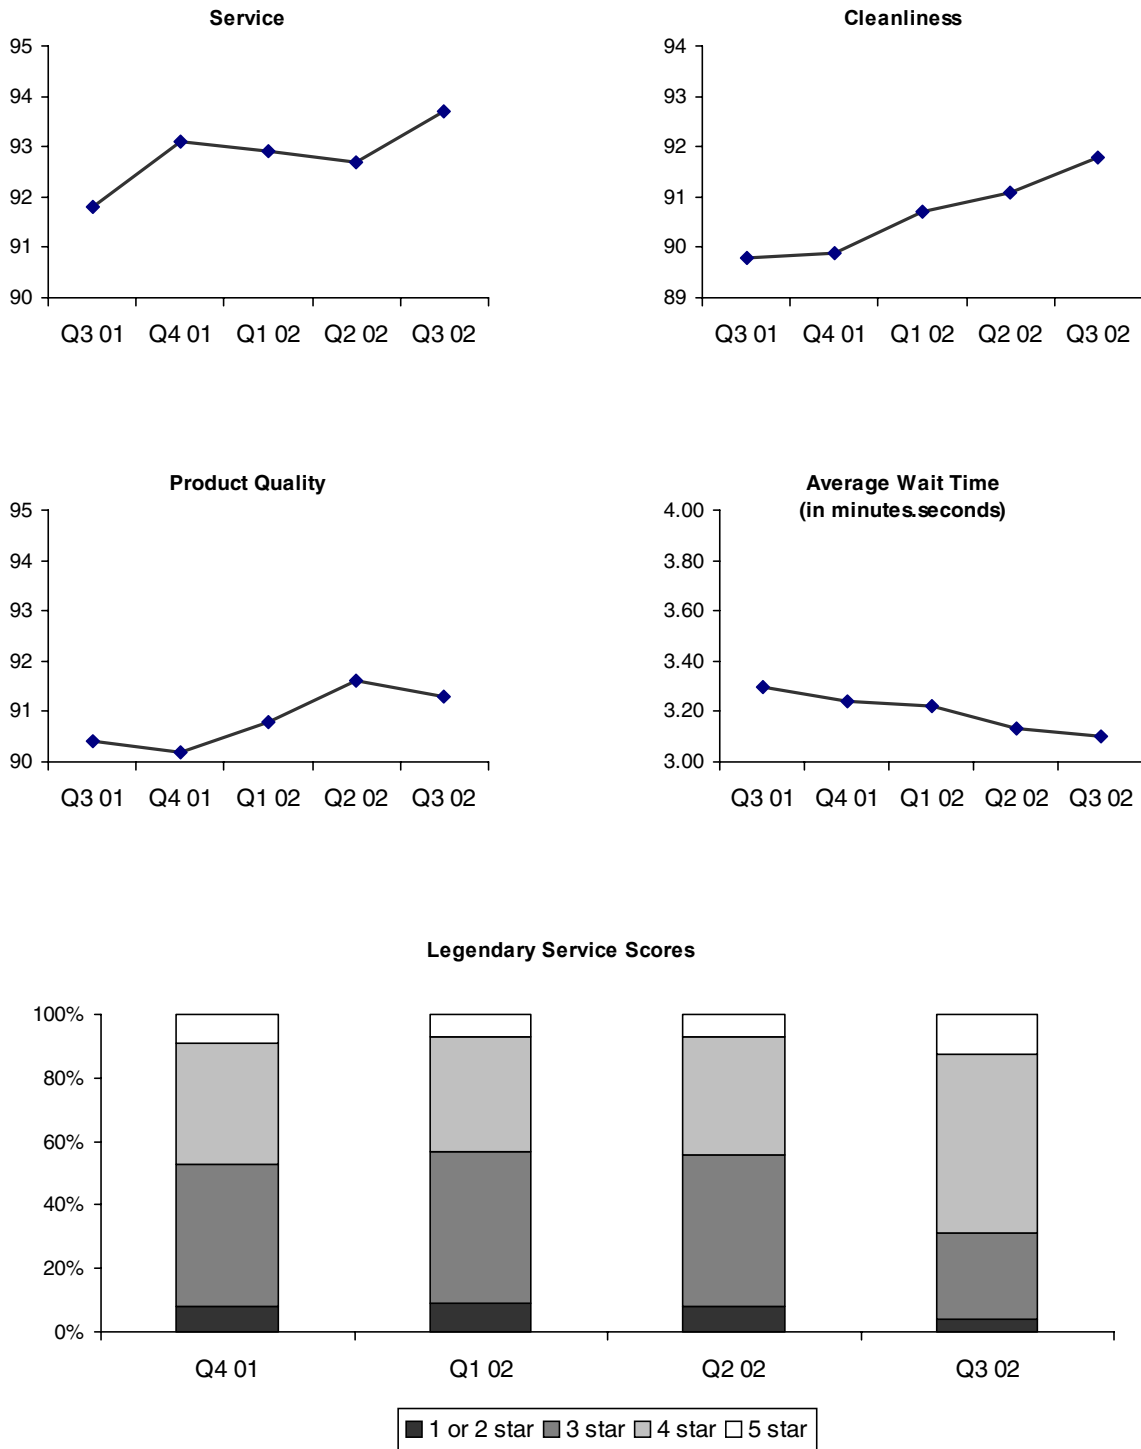 Service
95
94
93
92
91
90
Q3 01 Q4 01 Q1 02 Q2 02 Q3 02
Cleanliness
94
93
92
91
90
89
Q3 01 Q4 01 Q1 02 Q2 02 Q3 02
Product Quality
95
94
93
92
91
90
Q3 01 Q4 01 Q1 02 Q2 02 Q3 02
Average Wait Time
(in minutes.seconds)
4.00
3.80
3.60
3.40
3.20
3.00
Q3 01 Q4 01 Q1 02 Q2 02 Q3 02
Legendary Service Scores
100%
80%
60%
40%
20%
0%
Q4 01 Q1 02 Q2 02 Q3 02
1 or 2 star 3 star 4 star 5 star